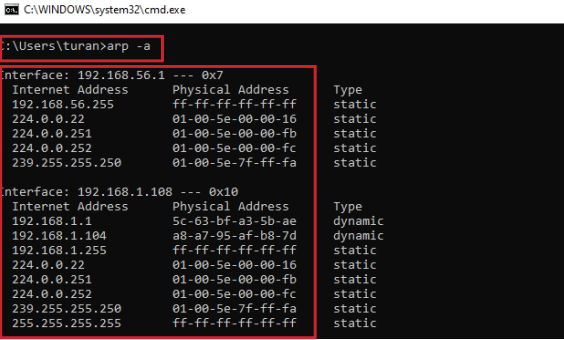 C:\WINDOWS\system32\cmd.exe
C:\Users\turan>arp -a
Interface: 192.168.56.1 --- 0x7
Internet Address Physical Address Type
192.168.56.255 ff-ff-ff-ff-ff-ff static
224.0.0.22 01-00-5e-00-00-16 static
224.0.0.251 01-00-5e-00-00-fb static
224.0.0.252 01-00-5e-00-00-fc static
239.255.255.250 01-00-5e-7f-ff-fa static
Interface: 192.168.1.108 --- 0x10
Internet Address Physical Address Type
192.168.1.1 5c-63-bf-a3-5b-ae dynamic
192.168.1.104 a8-a7-95-af-b8-7d dynamic
192.168.1.255 ff-ff-ff-ff-ff-ff static
224.0.0.22 01-00-5e-00-00-16 static
224.0.0.251 01-00-5e-00-00-fb static
224.0.0.252 01-00-5e-00-00-fc static
239.255.255.250 01-00-5e-7f-ff-fa static
255.255.255.255 ff-ff-ff-ff-ff-ff static